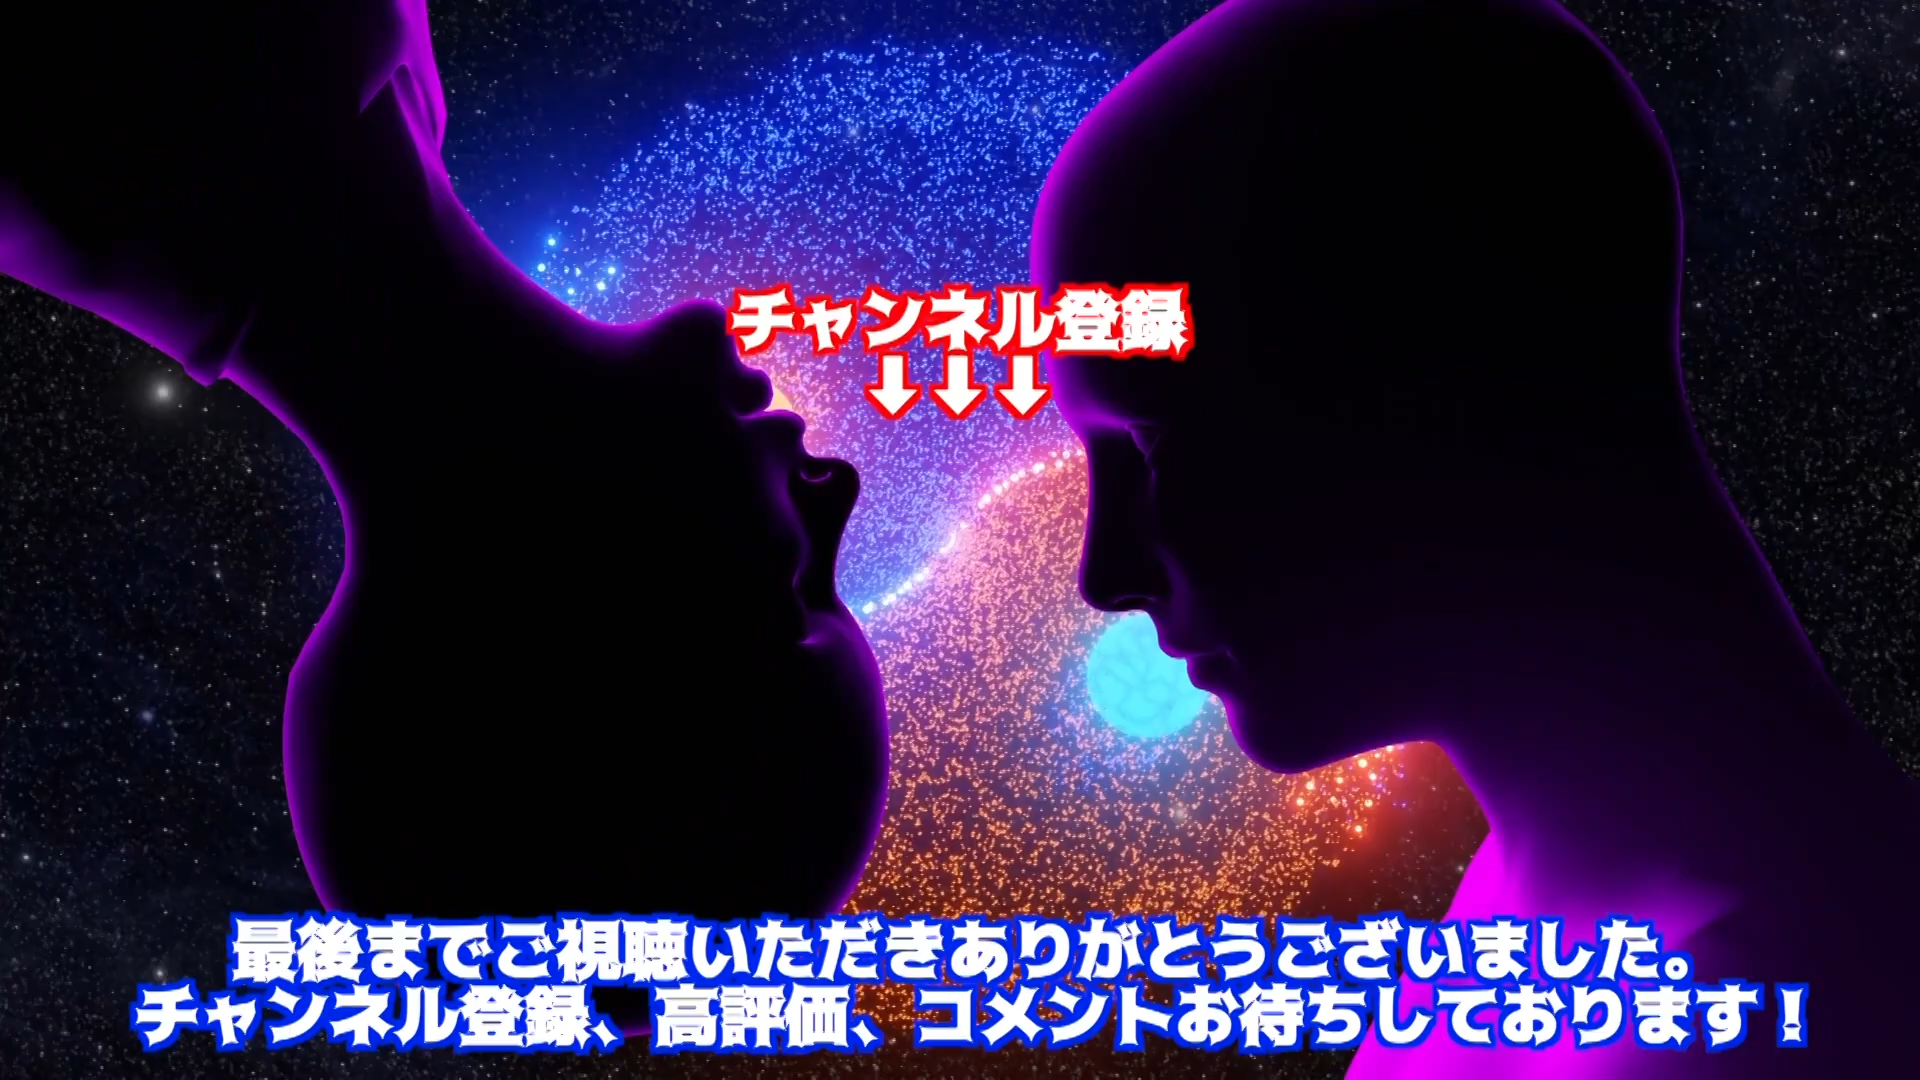 チャンネル登録
↓↓↓
最後までご視聴いただきありがとうございました。
チャンネル登録、高評価、コメントお待ちしております！